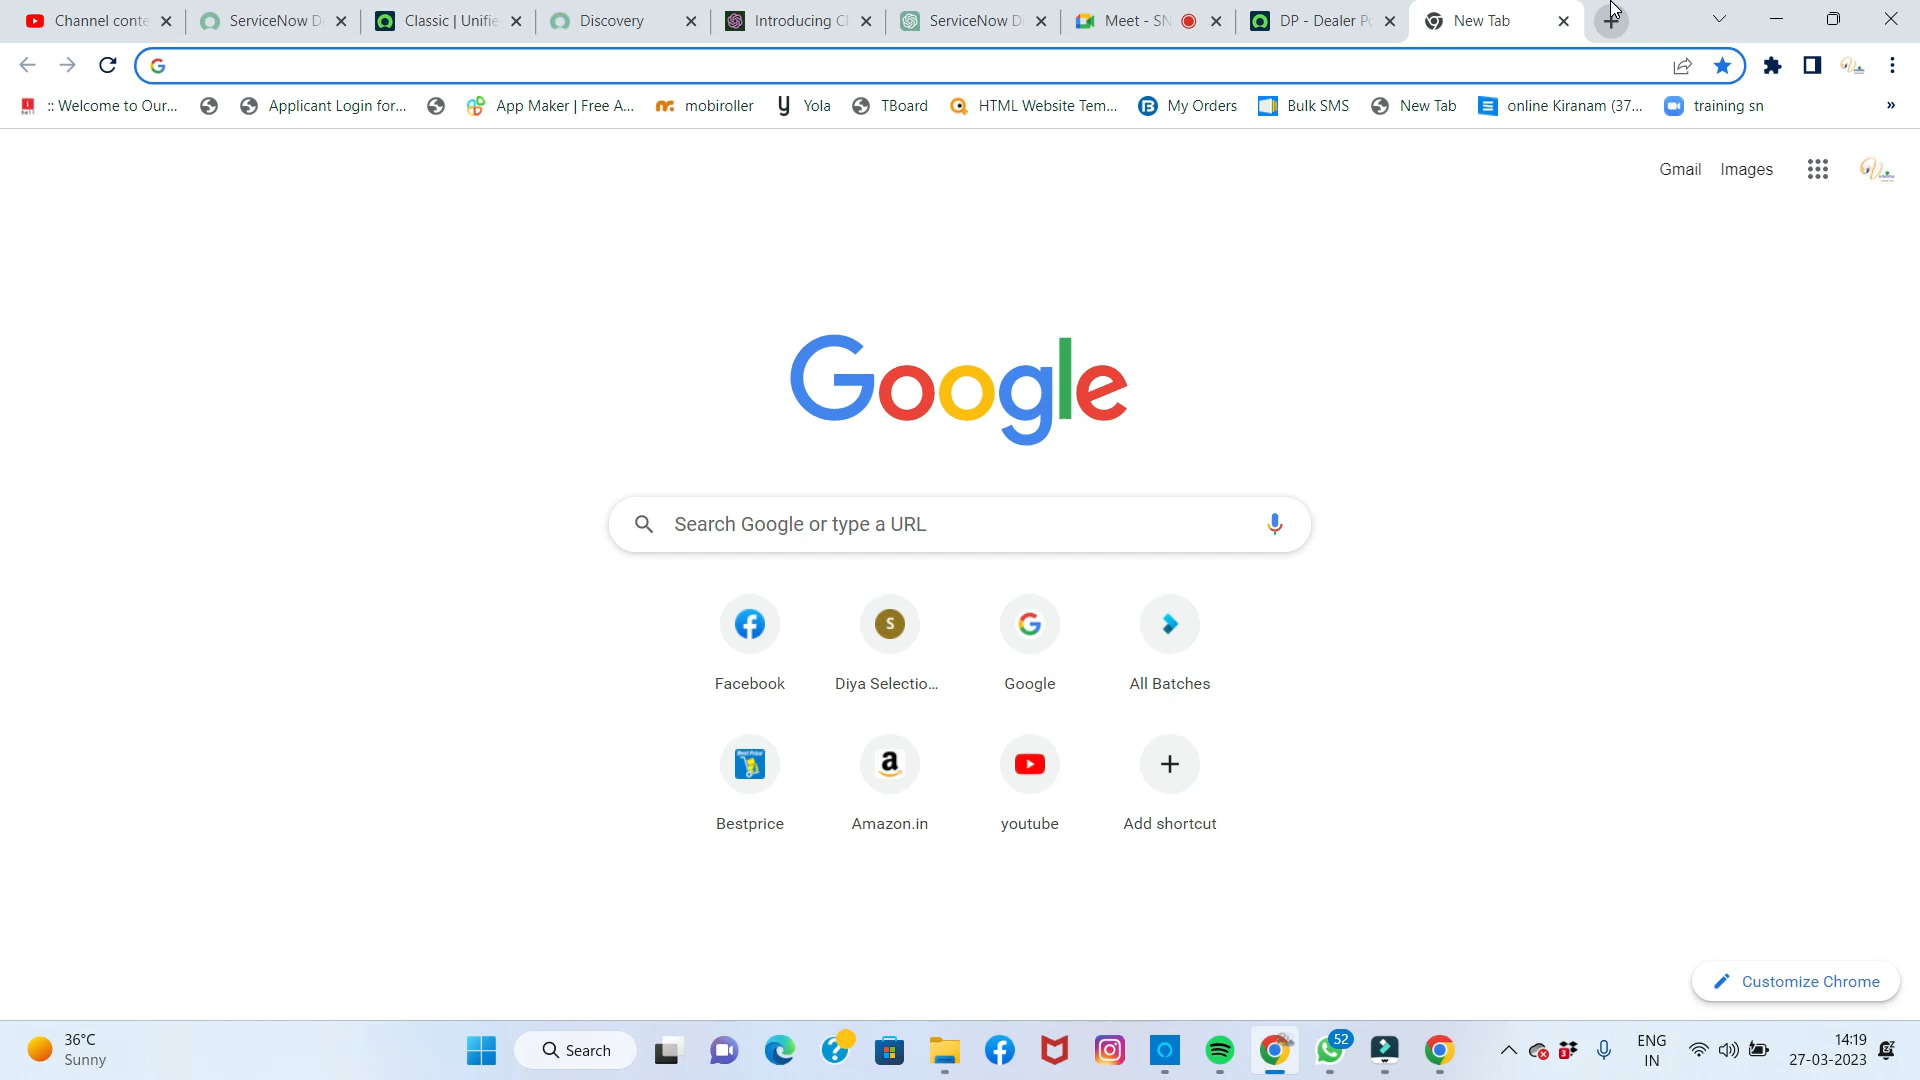 Channel conte
ServiceNow D
Classic | Unifie
Discovery
Introducing C
ServiceNow D
Meet - SN
DP - Dealer P
New Tab
:: Welcome to Our...
Applicant Login for...
App Maker | Free A...
mobiroller
Yola
TBoard
HTML Website Tem...
My Orders
Bulk SMS
New Tab
online Kiranam (37...
training sn
»
Gmail
Images
Google
Search Google or type a URL
S
Facebook
Diya Selectio...
Google
All Batches
Bestprice
Amazon.in
youtube
Add shortcut
Customize Chrome
36°C
Sunny
Search
52
3
ENG
IN
14:19
27-03-2023